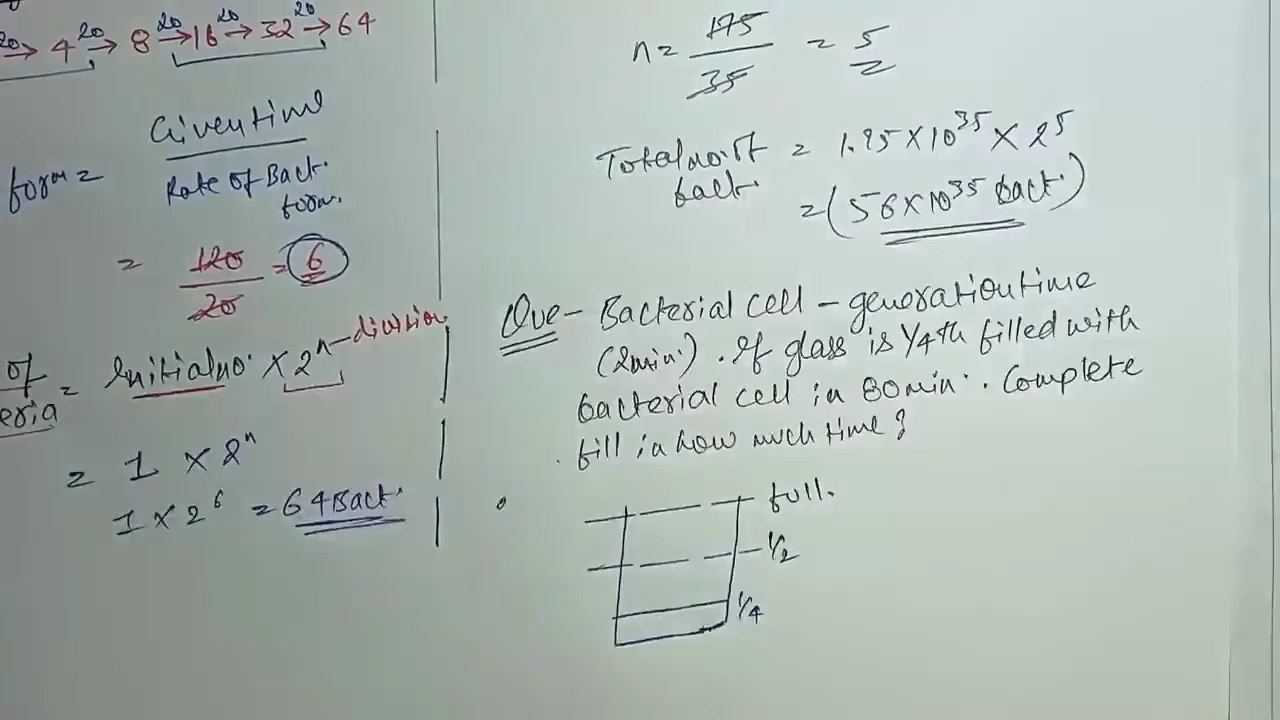 20 → 4 20 → 8 20 → 16 20 → 32 20 → 64
form = Given time
Rate of Bact.
form.
= 120
20
= 6
of
eria
= Initial no. × 2ⁿ – division
= 1 × 2ⁿ
1 × 2⁶ = 64 Bact.
n = 175
35
= 5
Total no. of
bact.
= 1.75 × 10³⁵ × 2⁵
= (56 × 10³⁵ Bact.)
Que – Bacterial cell – generation time
(2min.). If glass is 1/4th filled with
bacterial cell in 80 min. Complete
fill in how much time?
full.
1/2
1/4